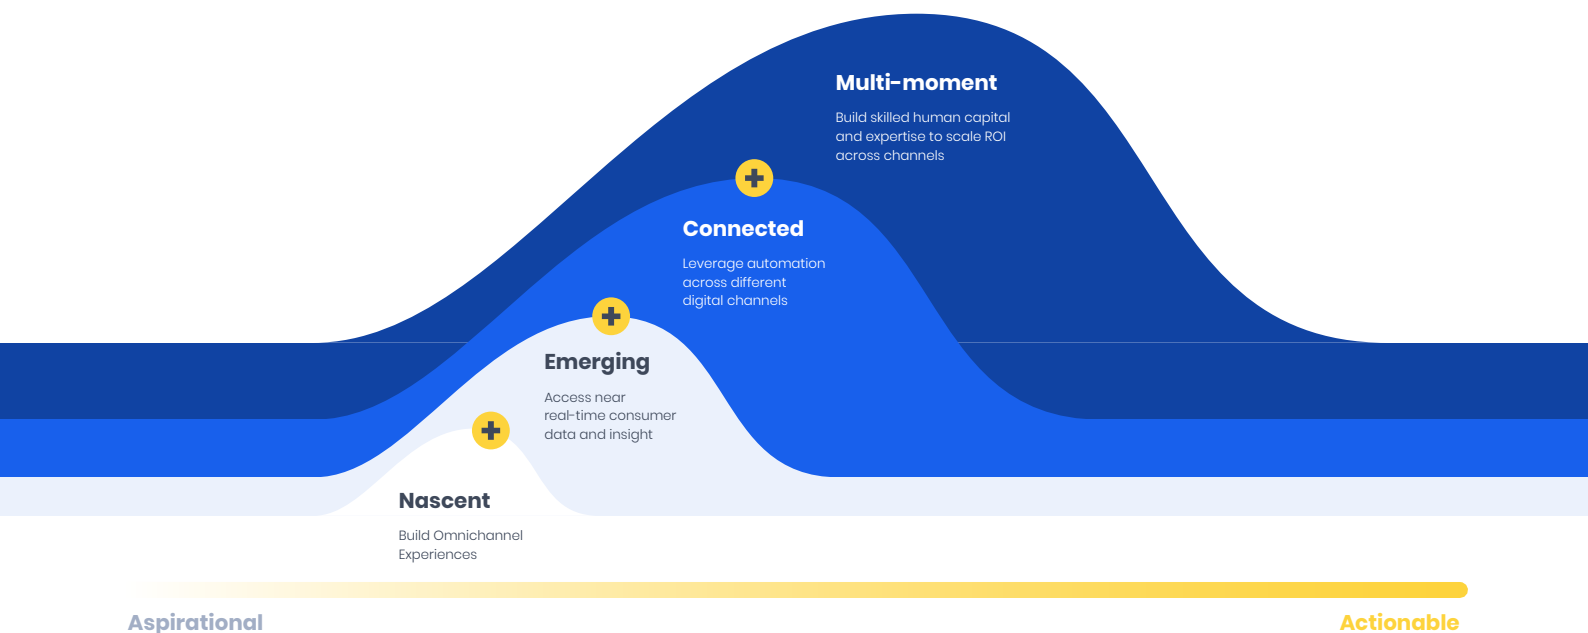 Multi-moment
Build skilled human capital
and expertise to scale ROI
across channels
Connected
Leverage automation
across different
digital channels
Emerging
Access near
real-time consumer
data and insight
Nascent
Build Omnichannel
Experiences
Aspirational
Actionable